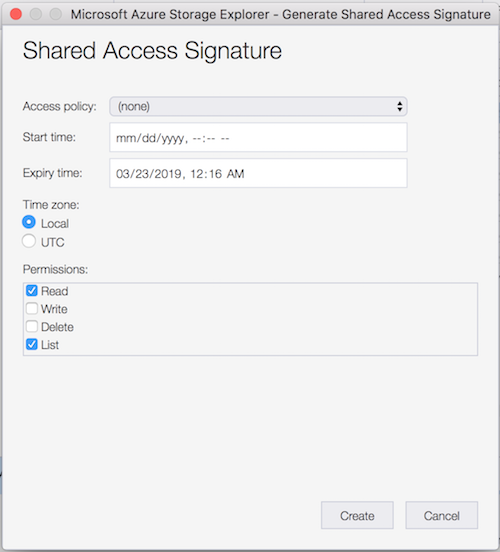 Microsoft Azure Storage Explorer - Generate Shared Access Signature
Shared Access Signature
Access policy: (none)
Start time: mm/dd/yyyy, --:-- --
Expiry time: 03/23/2019, 12:16 AM
Time zone:
Local
UTC
Permissions:
Read
Write
Delete
List
Create Cancel